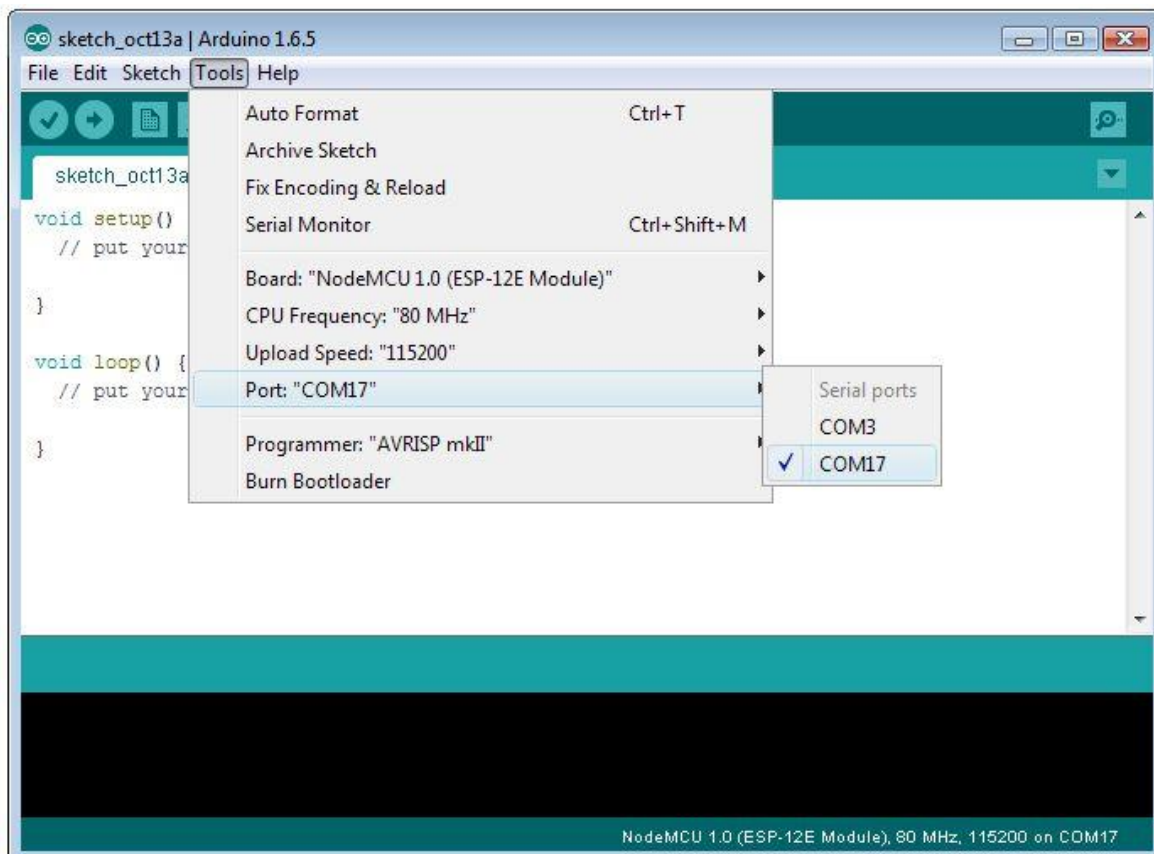 sketch_oct13a | Arduino 1.6.5
File Edit Sketch Tools Help
Auto Format Ctrl+T
Archive Sketch
sketch_oct13a
Fix Encoding & Reload
void setup()
Serial Monitor Ctrl+Shift+M
// put your
Board: "NodeMCU 1.0 (ESP-12E Module)"
}
CPU Frequency: "80 MHz"
void loop() {
Upload Speed: "115200"
// put your
Port: "COM17"
Serial ports
COM3
COM17
}
Programmer: "AVRISP mkII"
Burn Bootloader
NodeMCU 1.0 (ESP-12E Module), 80 MHz, 115200 on COM17